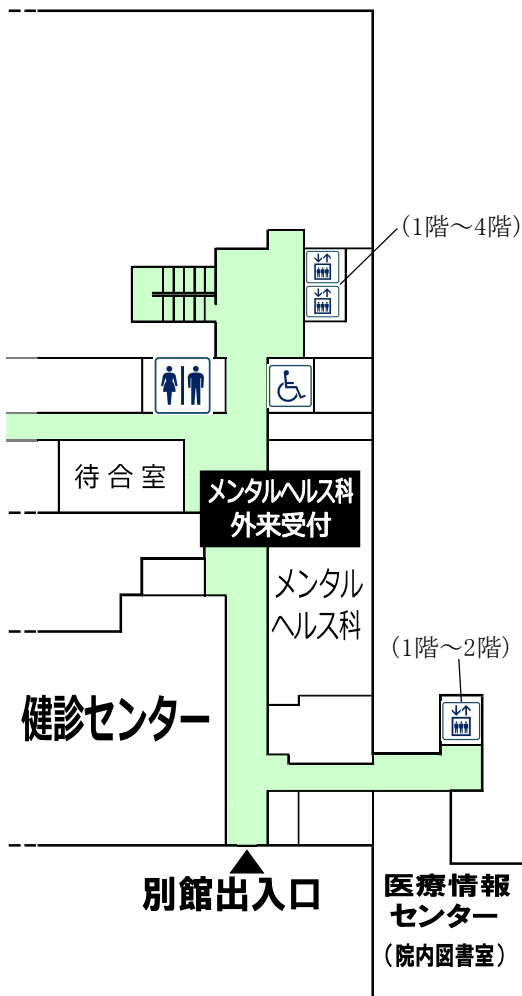 （1階～4階）
待合室
メンタルヘルス科
外来受付
メンタル
ヘルス科
（1階～2階）
健診センター
別館出入口
医療情報
センター
（院内図書室）